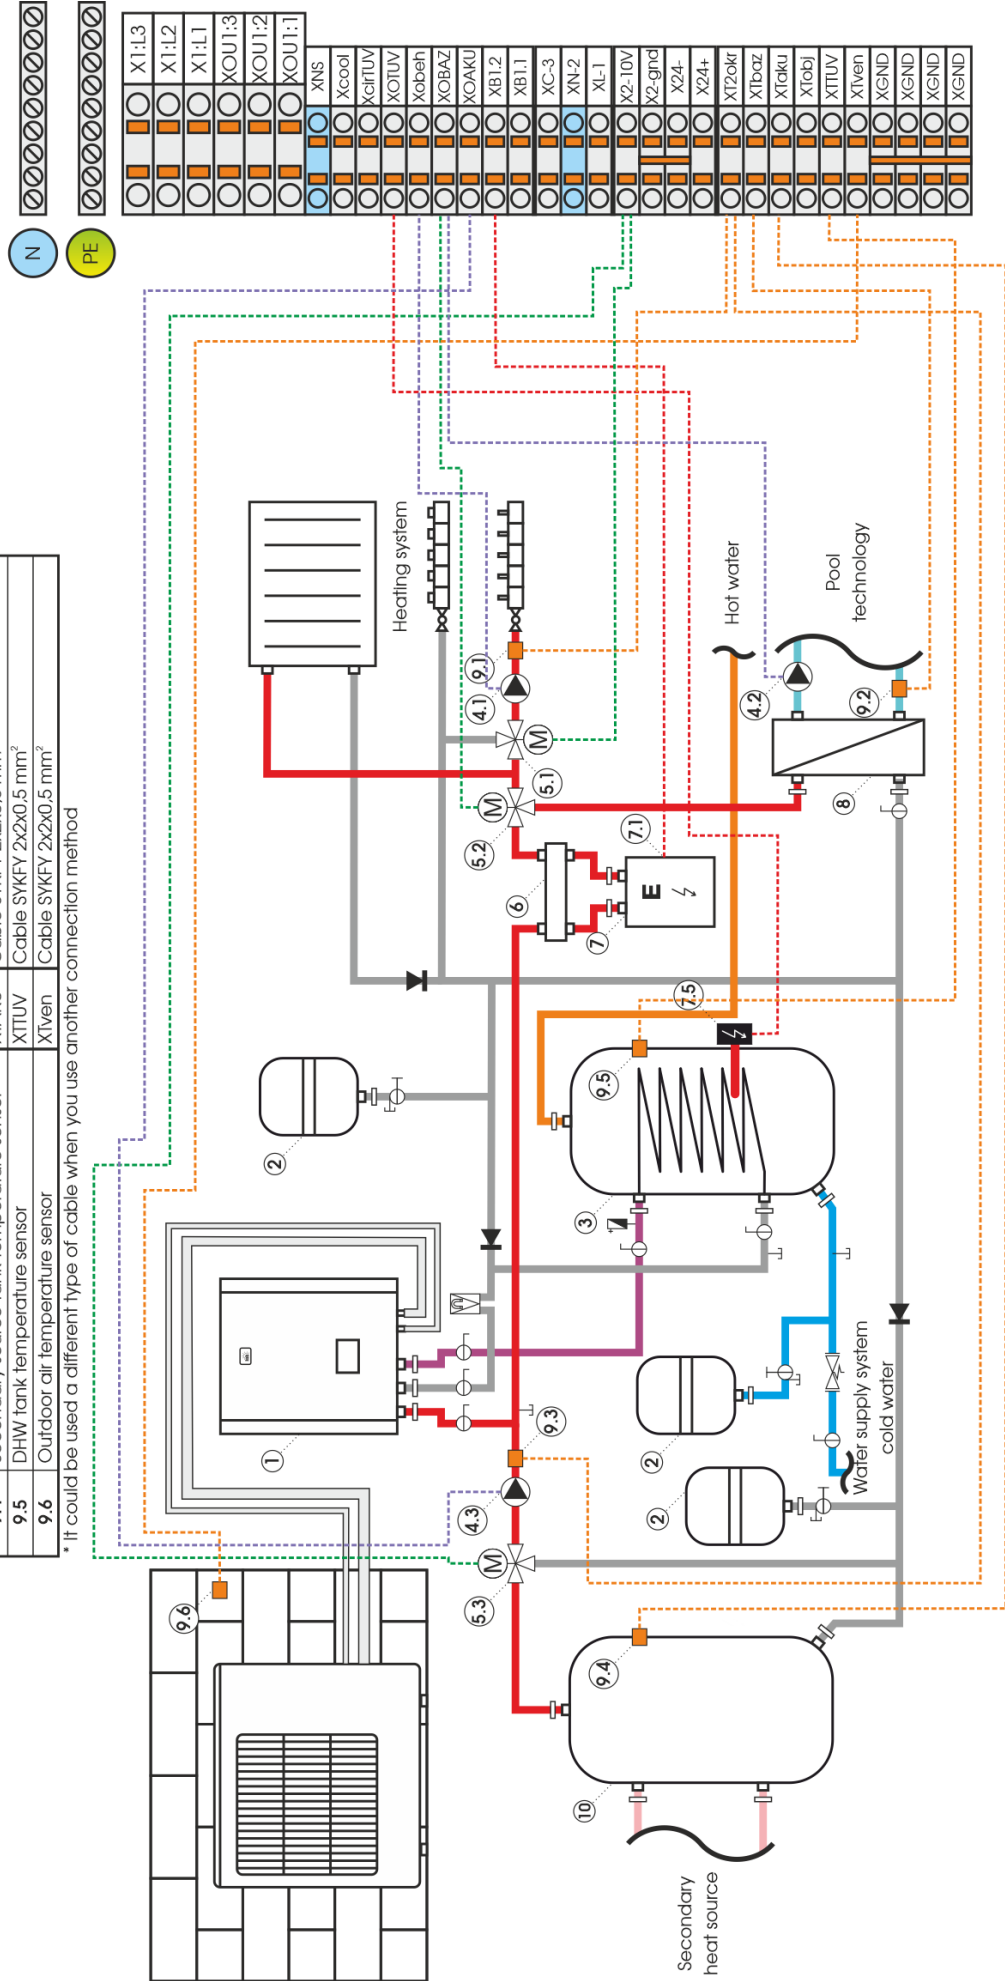 9.5 DHW tank temperature sensor XTTUV Cable SYKFY 2x2x0,5 mm²
9.6 Outdoor air temperature sensor XTven Cable SYKFY 2x2x0,5 mm²
* It could be used a different type of cable when you use another connection method
N
PE
X1:L3
X1:L2
X1:L1
XOU1:3
XOU1:2
XOU1:1
XNS
Xcool
XcirTUV
XOTUV
Xobeh
XOBAZ
XOAKU
XB1.2
XB1.1
XC-3
XN-2
XL-1
X2-10V
X2-gnd
X24-
X24+
XT2okr
XTbaz
XTaku
XTobj
XTTUV
XTven
XGND
XGND
XGND
XGND
9.6
1
2
Heating system
5.3
M
4.3
9.3
5.2
M
5.1
M
4.1
9.1
6
7
E
7.1
10
9.4
2
2
3
9.5
7.5
Hot water
4.2
9.2
8
Pool
technology
Water supply system
cold water
Secondary
heat source